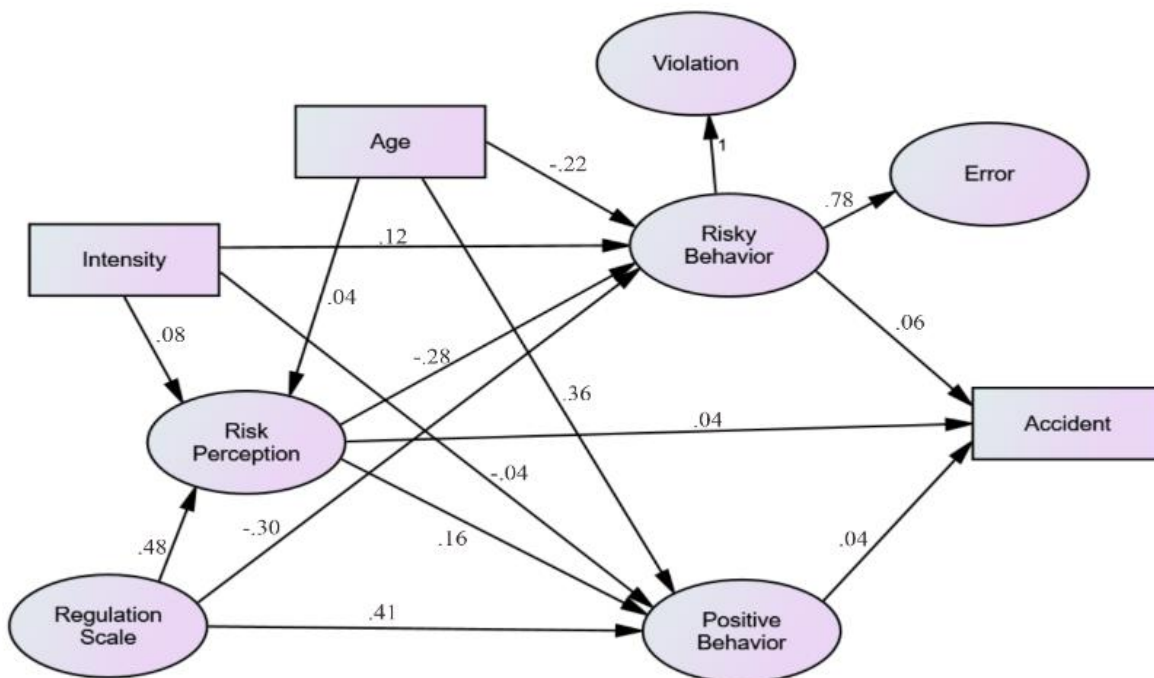 Violation
Age
1
-.22
Error
.78
Risky
Behavior
.12
Intensity
.04
.06
.08
-.28
.36
Accident
.04
Risk
Perception
-.04
-.30
.16
.48
.04
Regulation
Scale
.41
Positive
Behavior